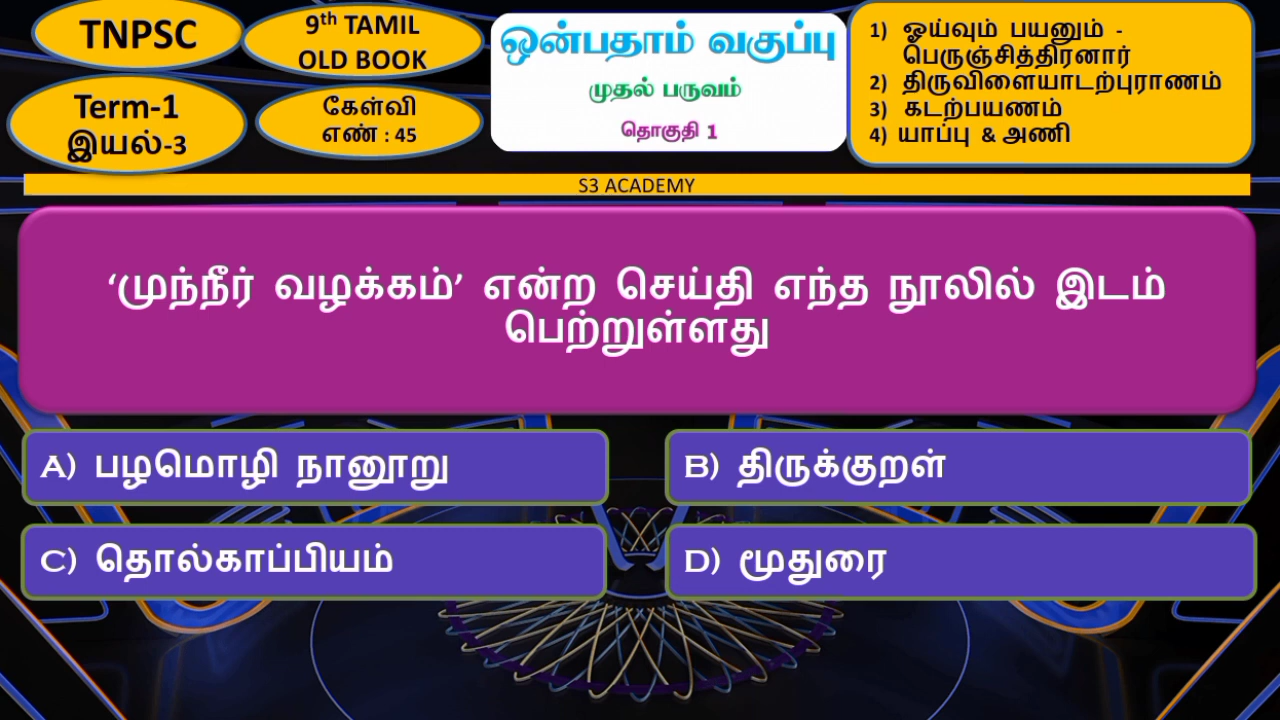 TNPSC
9th TAMIL
OLD BOOK
Term-1
இயல்-3
கேள்வி
எண் : 45
ஒன்பதாம் வகுப்பு
முதல் பருவம்
தொகுதி 1
1) ஓய்வும் பயனும் -
பெருஞ்சித்திரனார்
2) திருவிளையாடற்புராணம்
3) கடற்பயணம்
4) யாப்பு & அணி
S3 ACADEMY
‘முந்நீர் வழக்கம்’ என்ற செய்தி எந்த நூலில் இடம்
பெற்றுள்ளது
A) பழமொழி நானூறு
B) திருக்குறள்
C) தொல்காப்பியம்
D) மூதுரை